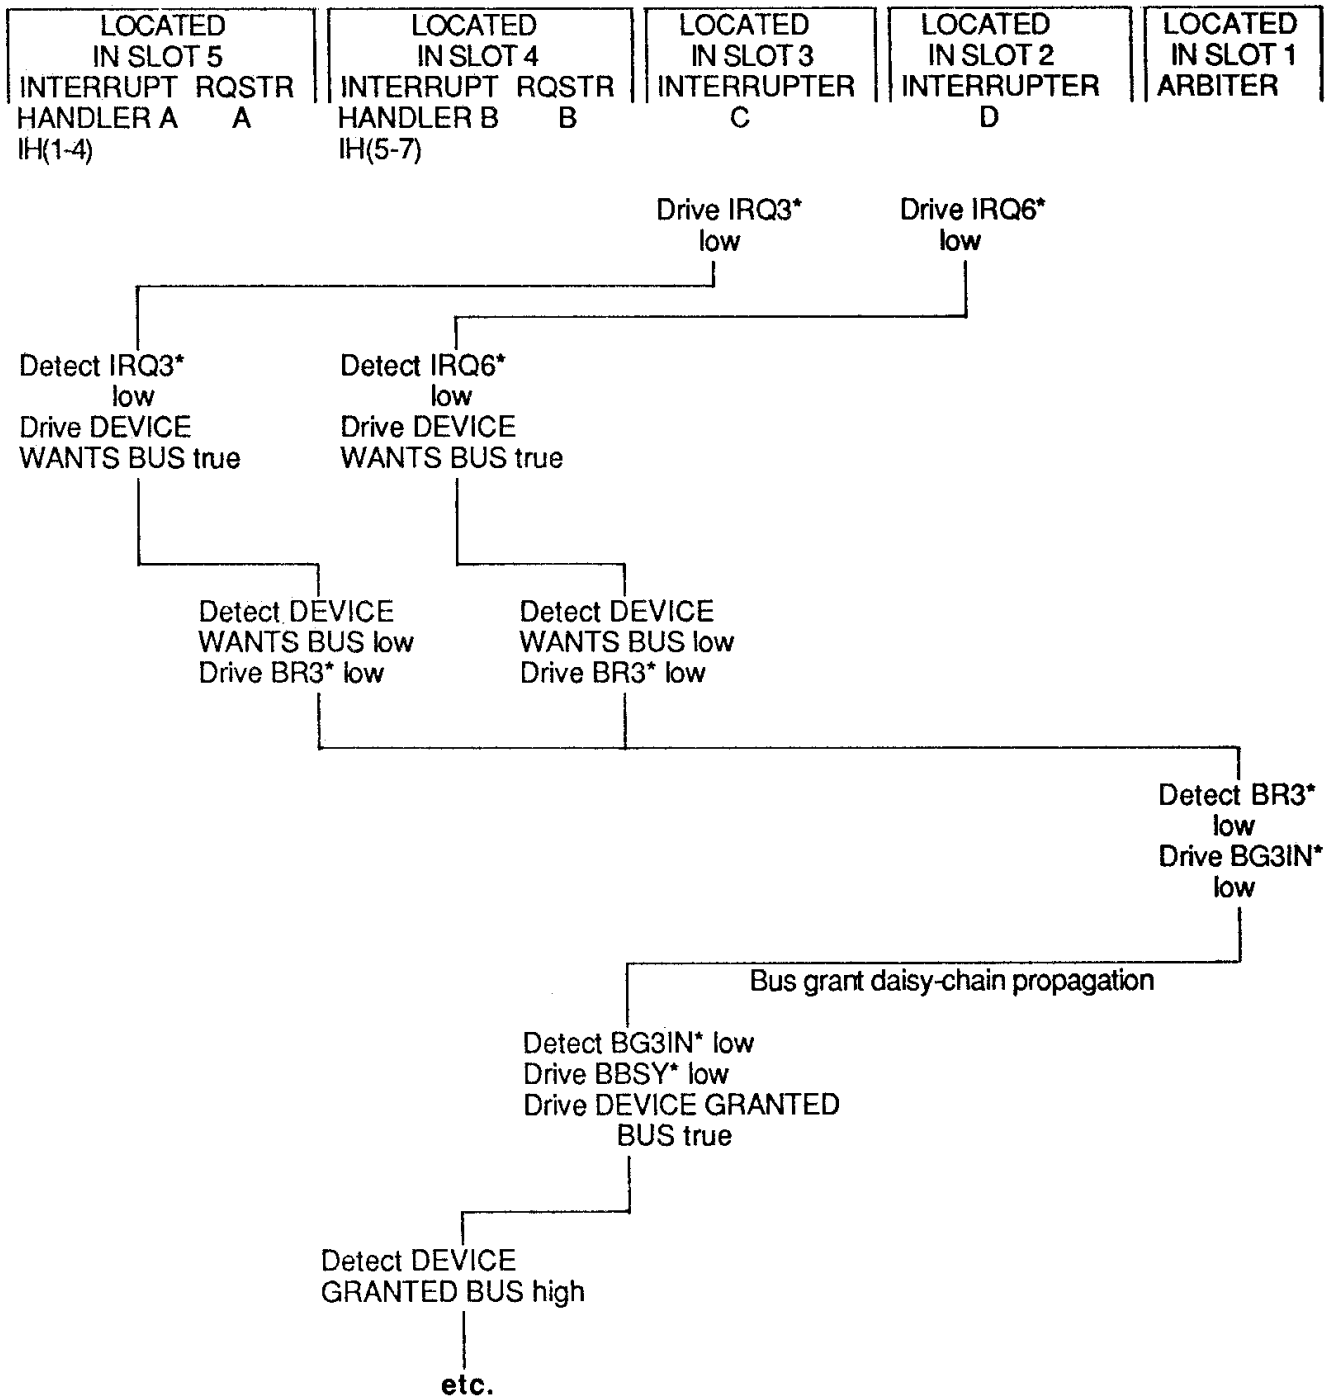 LOCATED
IN SLOT 5
INTERRUPT RQSTR
HANDLER A A
IH(1-4)
LOCATED
IN SLOT 4
INTERRUPT RQSTR
HANDLER B B
IH(5-7)
LOCATED
IN SLOT 3
INTERRUPTER
C
LOCATED
IN SLOT 2
INTERRUPTER
D
LOCATED
IN SLOT 1
ARBITER
Drive IRQ3*
low
Drive IRQ6*
low
Detect IRQ3*
low
Drive DEVICE
WANTS BUS true
Detect IRQ6*
low
Drive DEVICE
WANTS BUS true
Detect DEVICE
WANTS BUS low
Drive BR3* low
Detect DEVICE
WANTS BUS low
Drive BR3* low
Detect BR3*
low
Drive BG3IN*
low
Bus grant daisy-chain propagation
Detect BG3IN* low
Drive BBSY* low
Drive DEVICE GRANTED
BUS true
Detect DEVICE
GRANTED BUS high
etc.